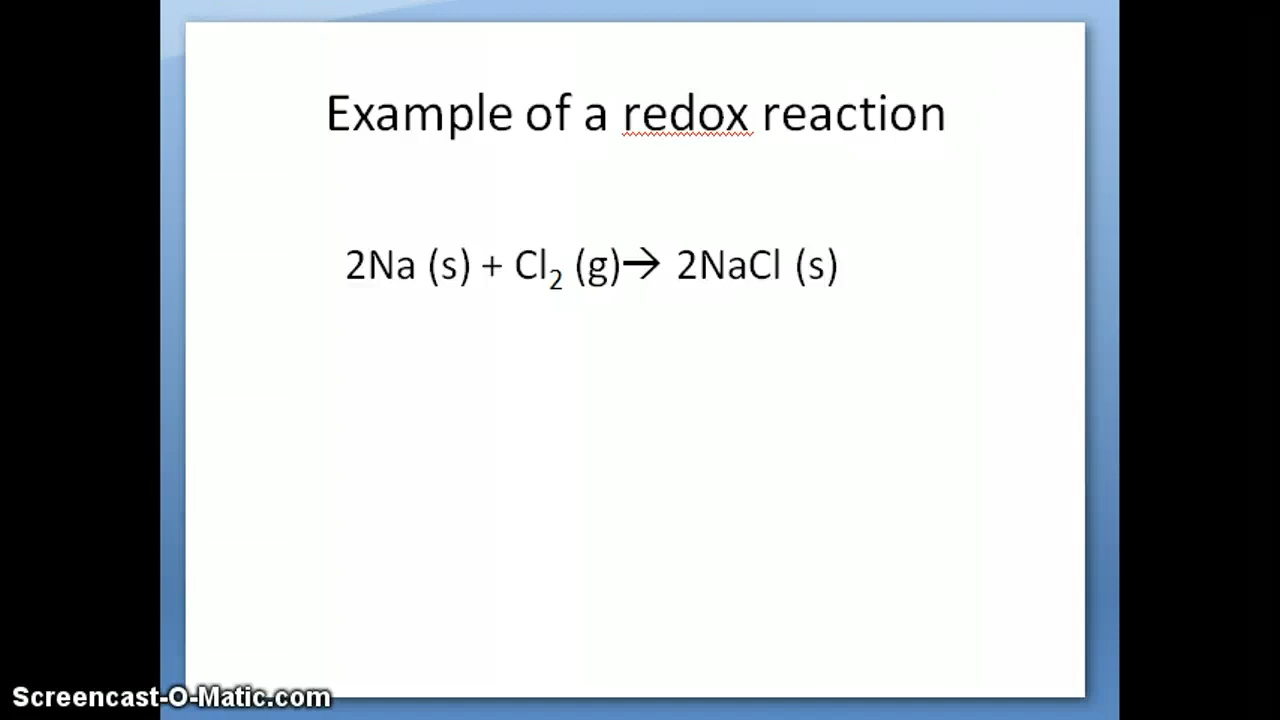 Example of a redox reaction
2Na (s) + Cl₂ (g)→ 2NaCl (s)
Screencast-O-Matic.com